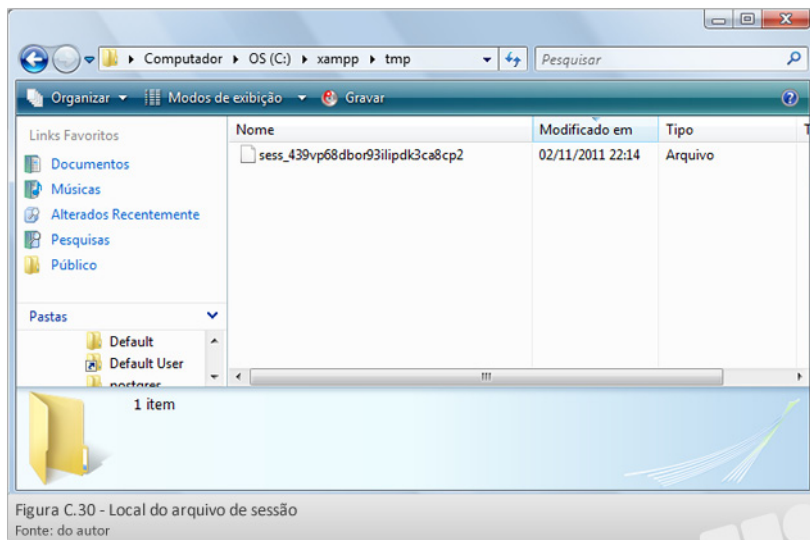 Computador ▸ OS (C:) ▸ xampp ▸ tmp
Pesquisar
Organizar Modos de exibição Gravar
Links Favoritos
Documentos
Músicas
Alterados Recentemente
Pesquisas
Público
Pastas
Default
Default User
postgres
Nome Modificado em Tipo T
sess_439vp68dbor93ilipdk3ca8cp2 02/11/2011 22:14 Arquivo
1 item
Figura C.30 - Local do arquivo de sessão
Fonte: do autor